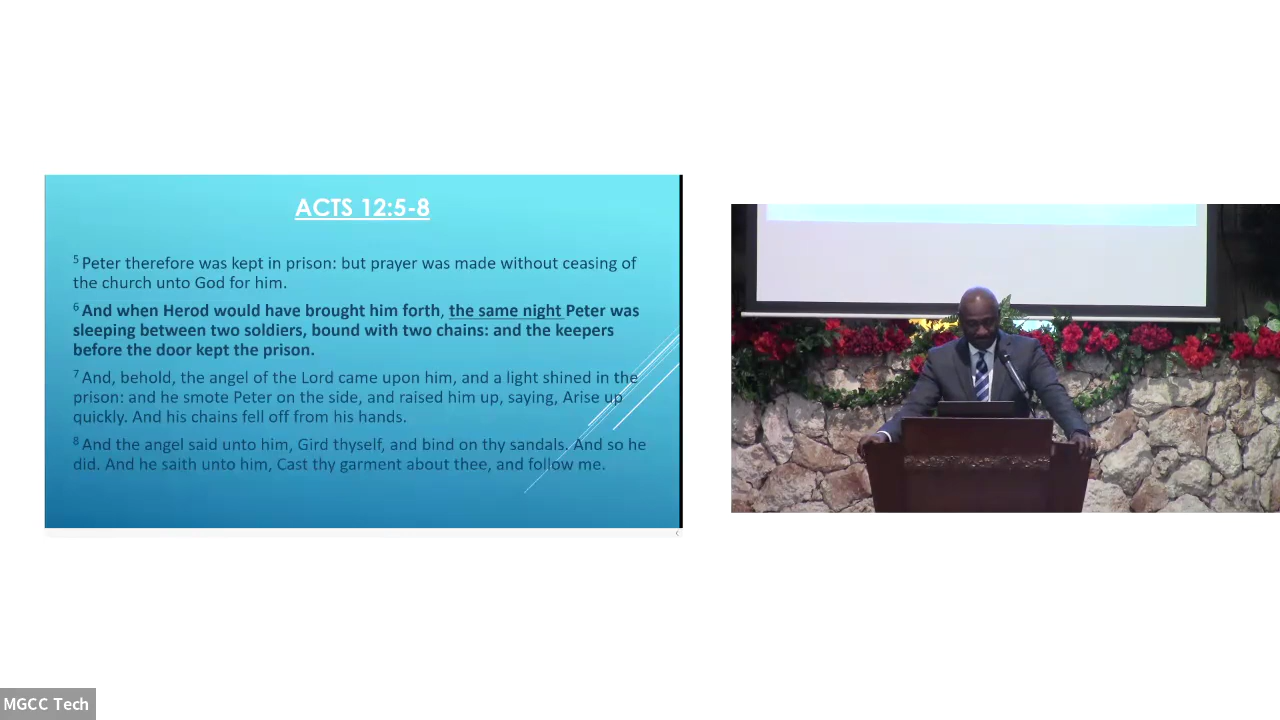 ACTS 12:5-8
5 Peter therefore was kept in prison: but prayer was made without ceasing of
the church unto God for him.
6 And when Herod would have brought him forth, the same night Peter was
sleeping between two soldiers, bound with two chains: and the keepers
before the door kept the prison.
7 And, behold, the angel of the Lord came upon him, and a light shined in the
prison: and he smote Peter on the side, and raised him up, saying, Arise up
quickly. And his chains fell off from his hands.
8 And the angel said unto him, Gird thyself, and bind on thy sandals. And so he
did. And he saith unto him, Cast thy garment about thee, and follow me.
MGCC Tech